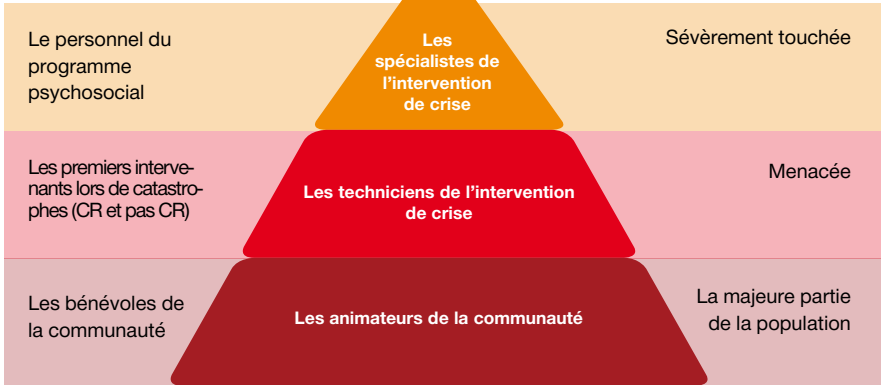 Le personnel du
programme
psychosocial
Les
spécialistes de
l'intervention
de crise
Sévèrement touchée
Les premiers interve-
nants lors de catastro-
phes (CR et pas CR)
Les techniciens de l'intervention
de crise
Menacée
Les bénévoles de
la communauté
Les animateurs de la communauté
La majeure partie
de la population